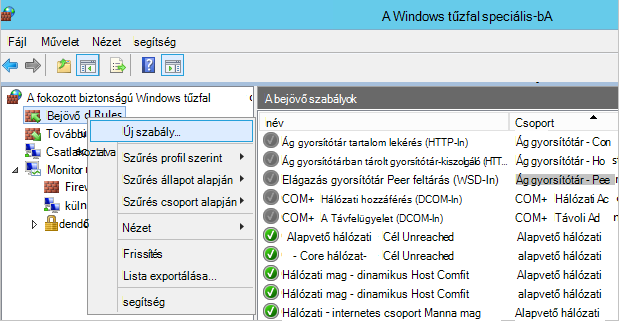 A Windows tűzfal speciális-bA
Fájl Művelet Nézet segítség
A fokozott biztonságú Windows tűzfal
Bejövő d Rules
További
Csatlakoztatva
Monitor
Firew
küln
dendő
Új szabály...
Szűrés profil szerint
Szűrés állapot alapján
Szűrés csoport alapján
Nézet
Frissítés
Lista exportálása...
segítség
A bejövő szabályok
név Csoport
Ág gyorsítótár tartalom lekérés (HTTP-In) Ág gyorsítótár - Con
Ág gyorsítótárban tárolt gyorsítótár-kiszolgáló (HTT... Ág gyorsítótár - Ho
Elágazás gyorsítótár Peer feltárás (WSD-In) Ág gyorsítótár - Pee
COM+ Hálózati hozzáférés (DCOM-In) COM+ Hálózati Ac
COM+ A Távfelügyelet (DCOM-In) COM+ Távoli Ad
Alapvető hálózati Cél Unreached alapvető hálózati
- Core hálózat- Cél Unreached alapvető hálózati
Hálózati mag - dinamikus Host Comfit alapvető hálózati
Hálózati mag - dinamikus Host Comfit alapvető hálózati
Hálózati - internetes csoport Manna mag alapvető hálózati